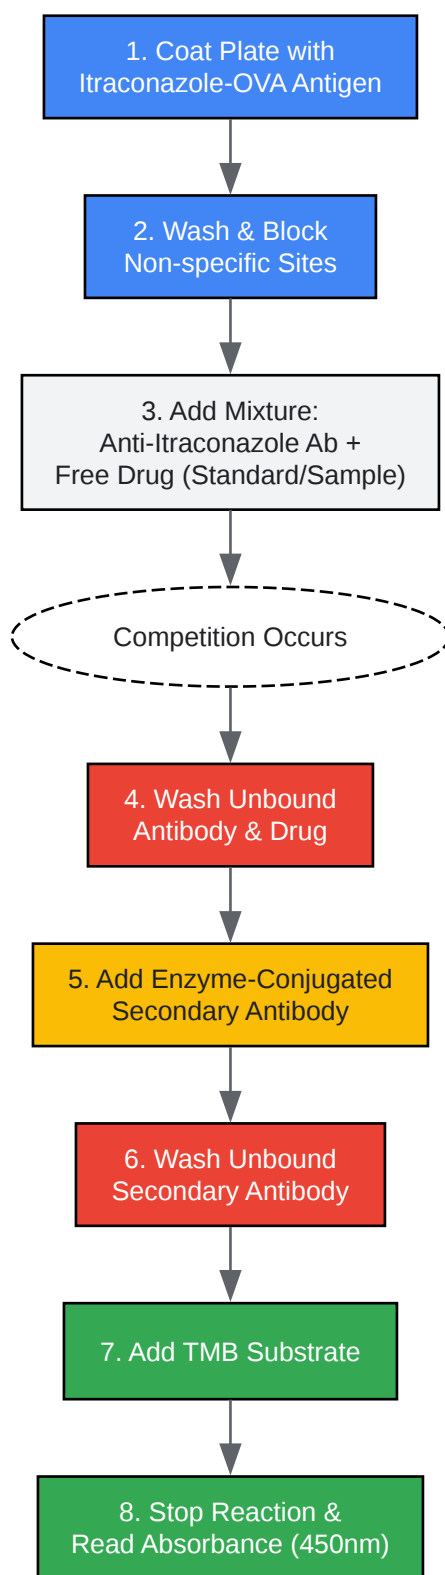 1. Coat Plate with
Itraconazole-OVA Antigen
2. Wash & Block
Non-specific Sites
3. Add Mixture:
Anti-Itraconazole Ab +
Free Drug (Standard/Sample)
Competition Occurs
4. Wash Unbound
Antibody & Drug
5. Add Enzyme-Conjugated
Secondary Antibody
6. Wash Unbound
Secondary Antibody
7. Add TMB Substrate
8. Stop Reaction &
Read Absorbance (450nm)